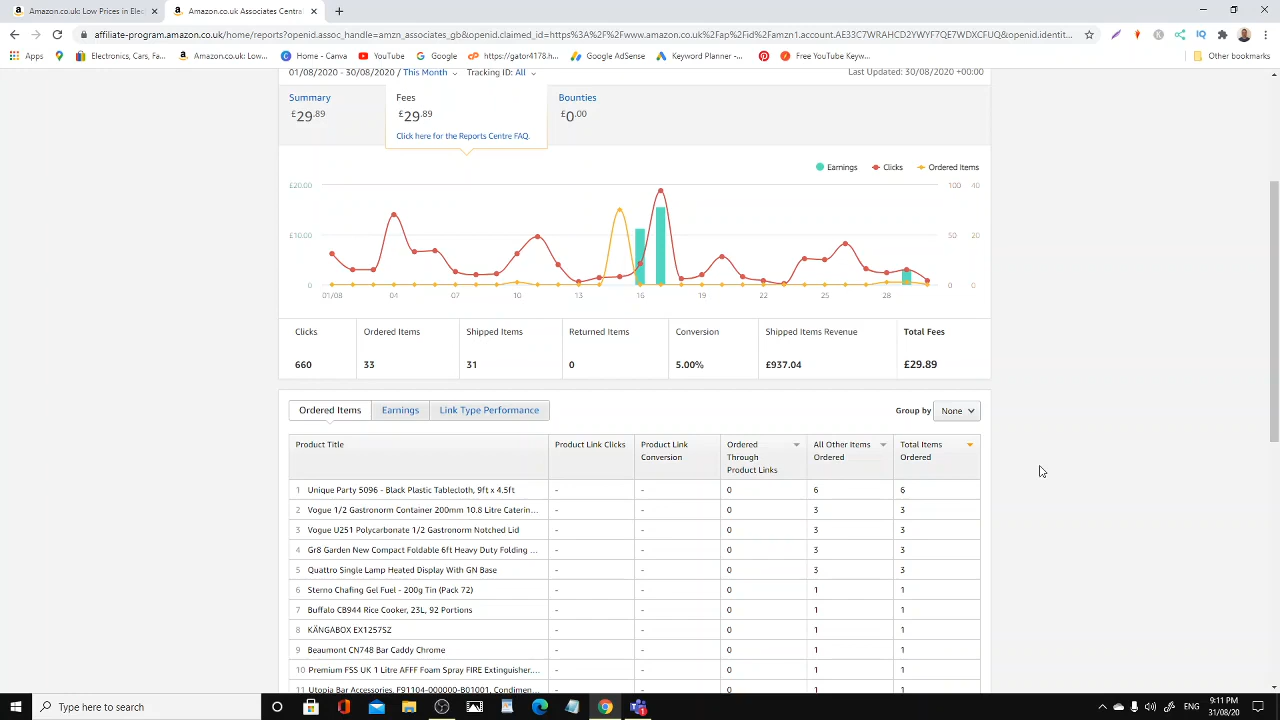 Amazon.co.uk: Low Prices in Elec
Amazon.co.uk Associates Centra
affiliate-program.amazon.co.uk/home/reports?openid.assoc_handle=amzn_associates_gb&openid.claimed_id=https%3A%2F%2Fwww.amazon.co.uk%2Fap%2Fid%2Famzn1.account.AE33C7WRAHCD2YWYF7QE7WDXCFUQ&openid.identit...
Apps
Electronics, Cars, Fa...
Amazon.co.uk: Low...
Home - Canva
YouTube
Google
https://gator4178.h...
Google AdSense
Keyword Planner -...
Free YouTube Keyw...
Other bookmarks
01/08/2020 - 30/08/2020 / This Month Tracking ID: All
Last Updated: 30/08/2020 +00:00
Summary
£29.89
Fees
£29.89
Click here for the Reports Centre FAQ.
Bounties
£0.00
Earnings Clicks Ordered Items
£20.00 100 40
£10.00 50 20
0 0 0
01/08 04 07 10 13 16 19 22 25 28
Clicks Ordered Items Shipped Items Returned Items Conversion Shipped Items Revenue Total Fees
660 33 31 0 5.00% £937.04 £29.89
Ordered Items Earnings Link Type Performance
Group by None
Product Title Product Link Clicks Product Link Conversion Ordered Through Product Links All Other Items Ordered Total Items Ordered
1 Unique Party 5096 - Black Plastic Tablecloth, 9ft x 4.5ft - - 0 6 6
2 Vogue 1/2 Gastronorm Container 200mm 10.8 Litre Caterin... - - 0 3 3
3 Vogue U251 Polycarbonate 1/2 Gastronorm Notched Lid - - 0 3 3
4 Gr8 Garden New Compact Foldable 6ft Heavy Duty Folding ... - - 0 3 3
5 Quattro Single Lamp Heated Display With GN Base - - 0 3 3
6 Sterno Chafing Gel Fuel - 200g Tin (Pack 72) - - 0 1 1
7 Buffalo CB944 Rice Cooker, 23L, 92 Portions - - 0 1 1
8 KÄNGABOX EX1257SZ - - 0 1 1
9 Beaumont CN748 Bar Caddy Chrome - - 0 1 1
10 Premium FSS UK 1 Litre AFFF Foam Spray FIRE Extinguisher.... - - 0 1 1
11 Utopia Bar Accessories, F91104-000000-B01001, Condimen... - - 0 1 1
Type here to search
ENG
9:11 PM
31/08/20